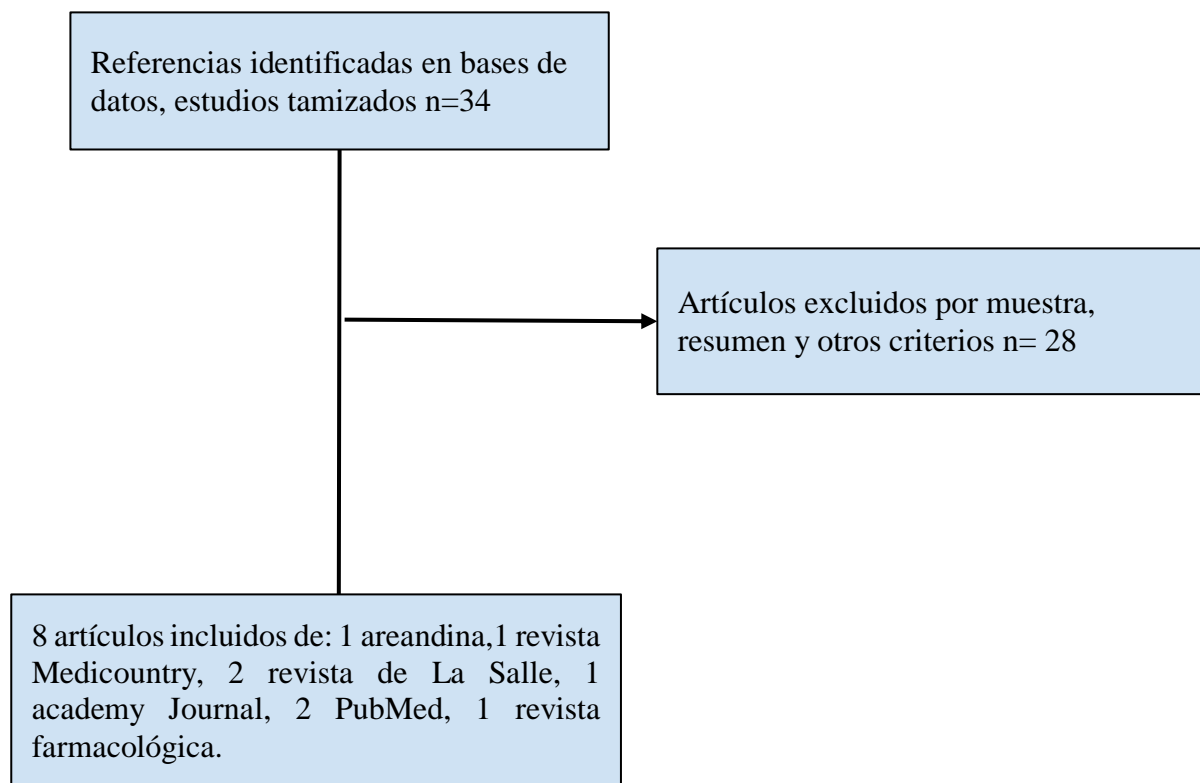 Referencias identificadas en bases de
datos, estudios tamizados n=34
Artículos excluidos por muestra,
resumen y otros criterios n= 28
8 artículos incluidos de: 1 areandina,1 revista
Medicountry, 2 revista de La Salle, 1
academy Journal, 2 PubMed, 1 revista
farmacológica.